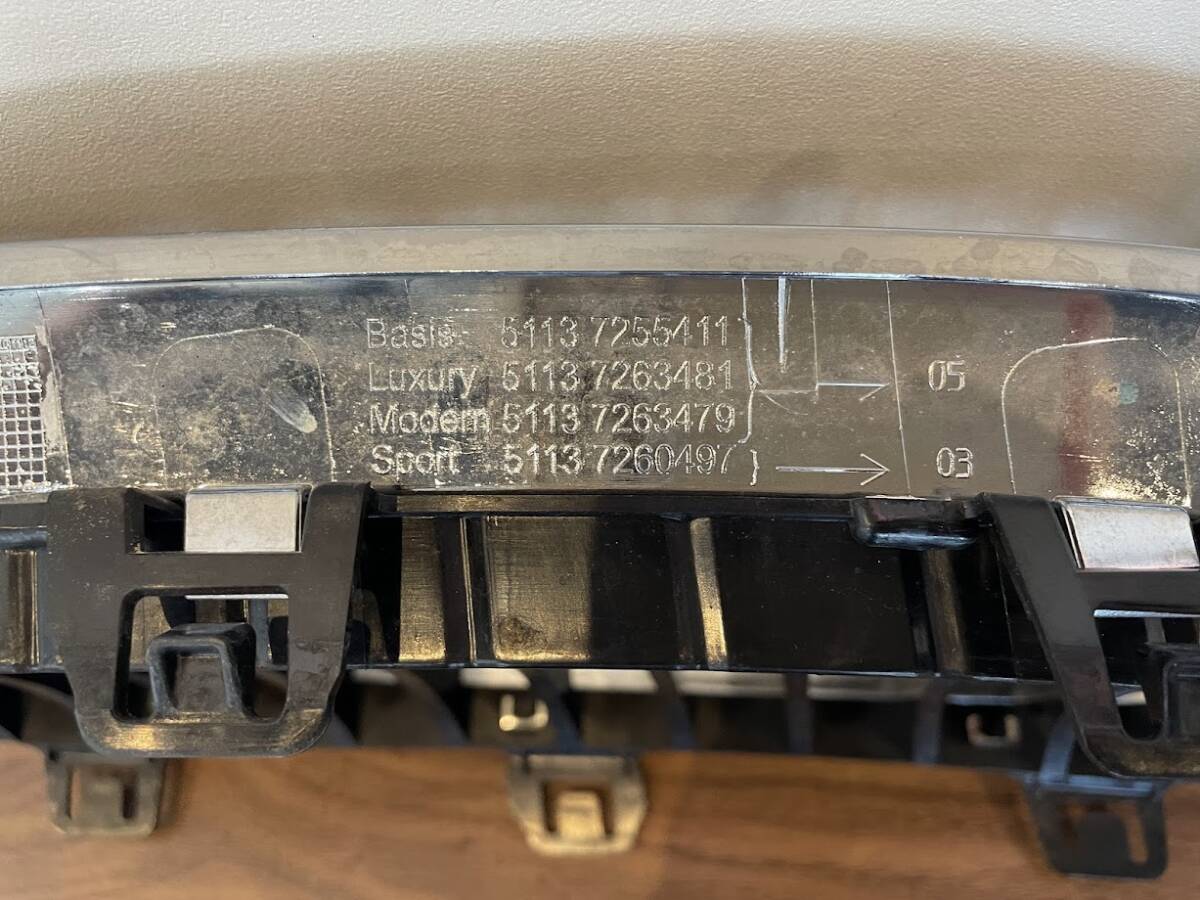 Basis 5113 7255411 05
Luxury 5113 7263481
Modern 5113 7263479
Sport 5113 7260497 03